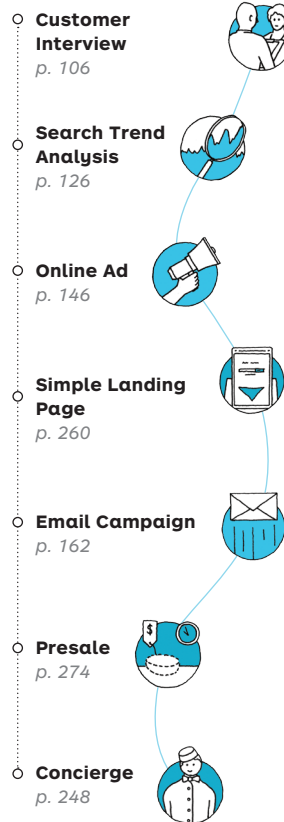 Customer
Interview
p. 106
Search Trend
Analysis
p. 126
Online Ad
p. 146
Simple Landing
Page
p. 260
Email Campaign
p. 162
$
Presale
p. 274
Concierge
p. 248